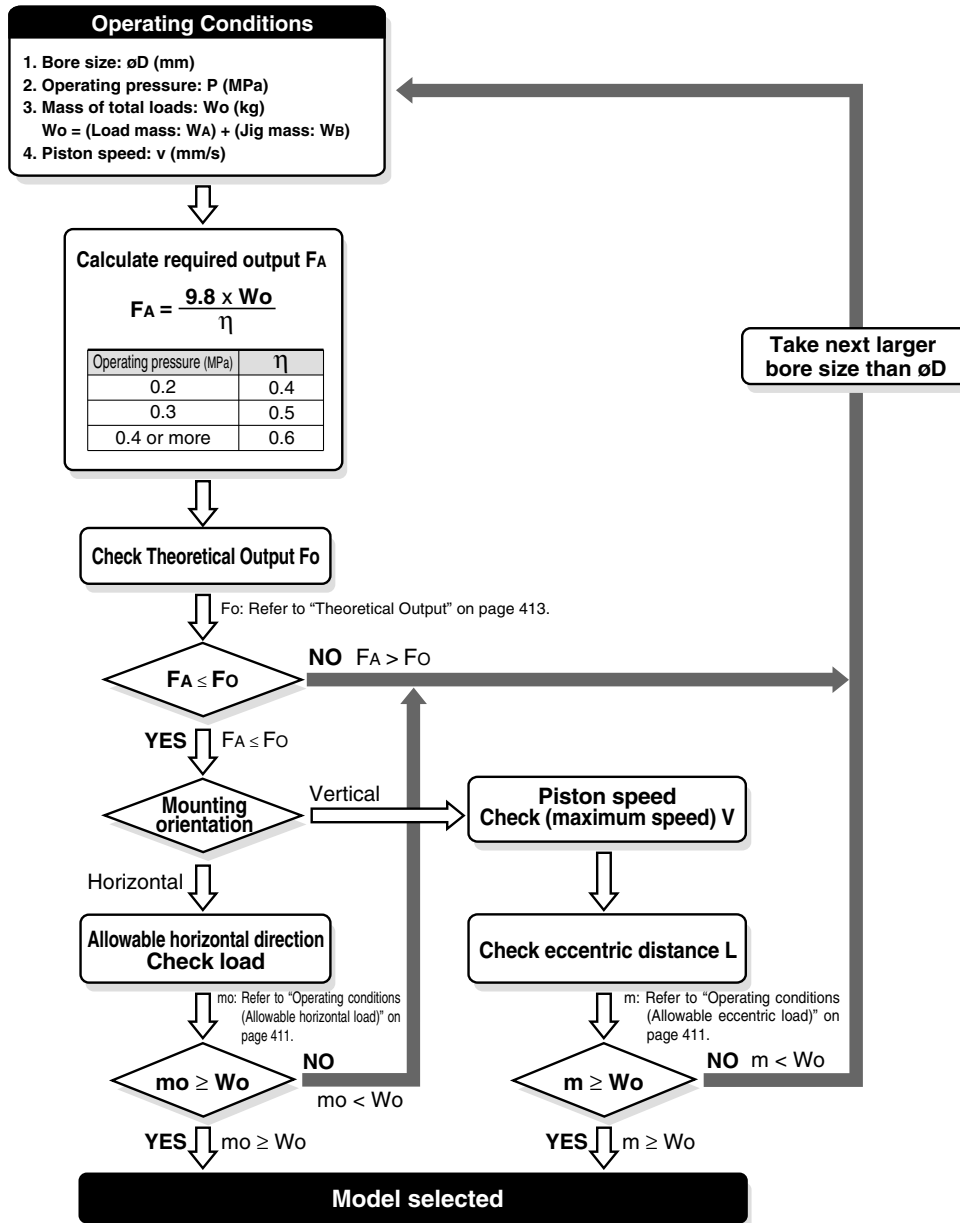 Operating Conditions
1. Bore size: øD (mm)
2. Operating pressure: P (MPa)
3. Mass of total loads: Wo (kg)
Wo = (Load mass: WA) + (Jig mass: WB)
4. Piston speed: v (mm/s)
Calculate required output FA
FA = 9.8 x Wo
η
Operating pressure (MPa) η
0.2 0.4
0.3 0.5
0.4 or more 0.6
Take next larger
bore size than øD
Check Theoretical Output Fo
Fo: Refer to “Theoretical Output” on page 413.
FA ≤ FO
NO FA > FO
YES FA ≤ FO
Mounting
orientation
Vertical
Piston speed
Check (maximum speed) V
Horizontal
Allowable horizontal direction
Check load
Check eccentric distance L
mo: Refer to “Operating conditions
(Allowable horizontal load)” on
page 411.
m: Refer to “Operating conditions
(Allowable eccentric load)” on
page 411.
mo ≥ Wo
NO
mo < Wo
m ≥ Wo
NO m < Wo
YES mo ≥ Wo
YES m ≥ Wo
Model selected